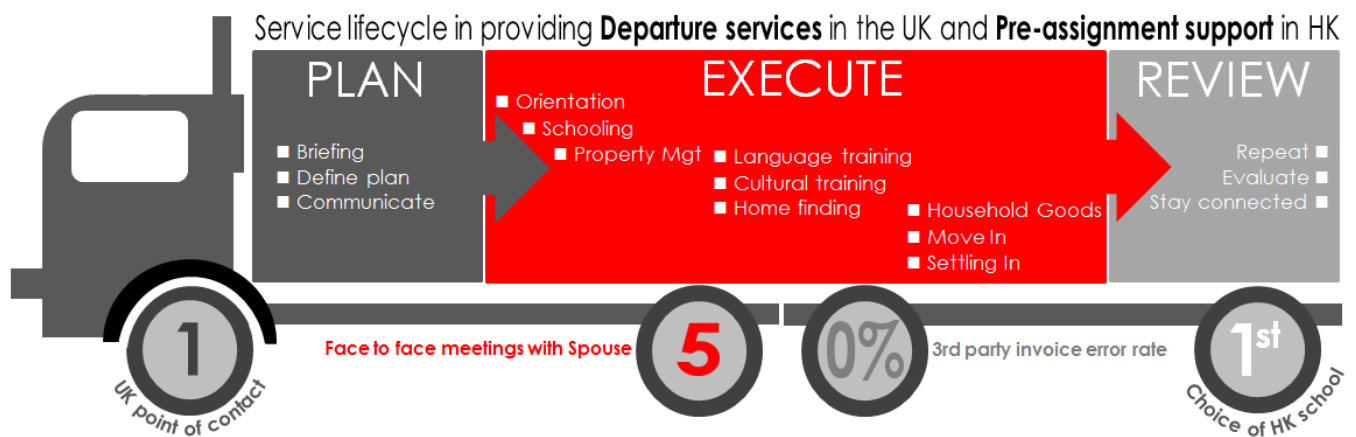 Service lifecycle in providing Departure services in the UK and Pre-assignment support in HK
PLAN
Briefing
Define plan
Communicate
EXECUTE
Orientation
Schooling
Property Mgt
Language training
Cultural training
Home finding
Household Goods
Move In
Settling In
REVIEW
Repeat
Evaluate
Stay connected
1
UK point of contact
Face to face meetings with Spouse
5
0%
3rd party invoice error rate
1st
Choice of HK school